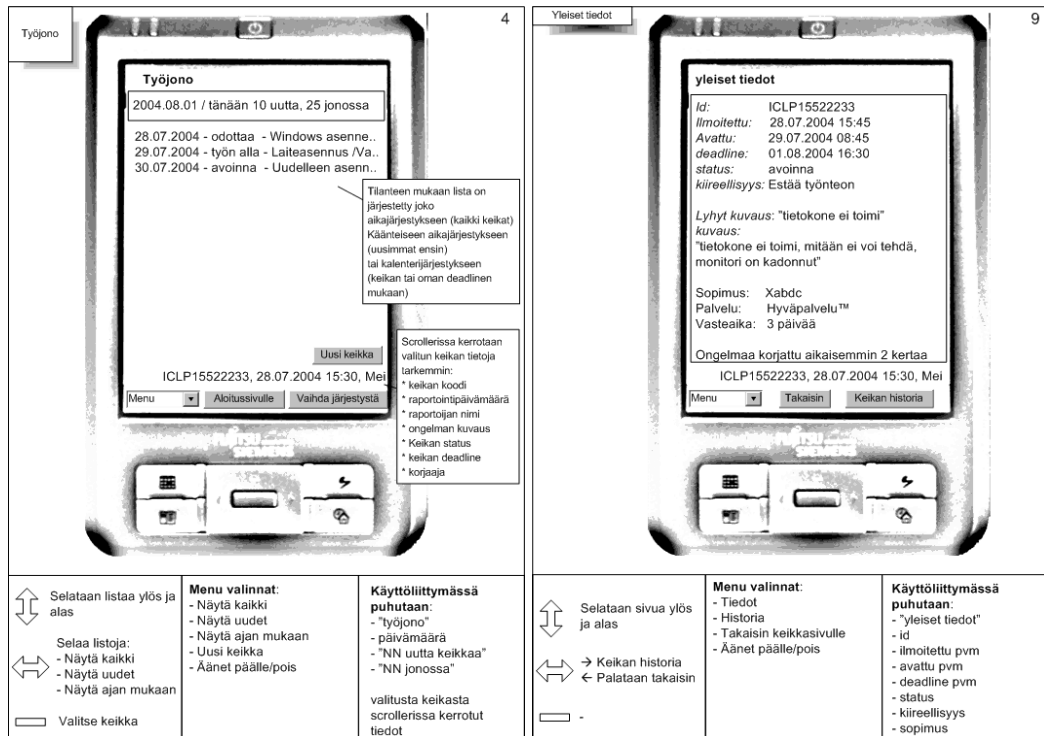 Työjono
4
Työjono
2004.08.01 / tänään 10 uutta, 25 jonossa
28.07.2004 - odottaa - Windows asenne..
29.07.2004 - työn alla - Laiteasennus /Va..
30.07.2004 - avoinna - Uudelleen asenn..
Tilanteen mukaan lista on
järjestetty joko
aikajärjestykseen (kaikki keikat)
Käänteiseen aikajärjestykseen
(uusimmat ensin)
tai kalenterijärjestykseen
(keikan tai oman deadlinen
mukaan)
Scrollerissa kerrotaan
valitun keikan tietoja
tarkemmin:
* keikan koodi
* raportointipäivämäärä
* raportoijan nimi
* ongelman kuvaus
* Keikan status
* keikan deadline
* korjaaja
Uusi keikka
ICLP15522233, 28.07.2004 15:30, Mei
Menu
Aloitussivulle
Vaihda järjestystä
SIEMENS
Selataan listaa ylös ja
alas
Selaa listoja:
- Näytä kaikki
- Näytä uudet
- Näytä ajan mukaan
Valitse keikka
Menu valinnat:
- Näytä kaikki
- Näytä uudet
- Näytä ajan mukaan
- Uusi keikka
- Äänet päälle/pois
Käyttöliittymässä
puhutaan:
- "työjono"
- päivämäärä
- "NN uutta keikkaa"
- "NN jonossa"
valitusta keikasta
scrollerissa kerrotut
tiedot
Yleiset tiedot
9
yleiset tiedot
Id: ICLP15522233
Ilmoitettu: 28.07.2004 15:45
Avattu: 29.07.2004 08:45
deadline: 01.08.2004 16:30
status: avoinna
kiireellisyys: Estää työnteon
Lyhyt kuvaus: "tietokone ei toimi"
kuvaus:
"tietokone ei toimi, mitään ei voi tehdä,
monitori on kadonnut"
Sopimus: Xabdc
Palvelu: Hyväpalvelu™
Vasteaika: 3 päivää
Ongelmaa korjattu aikaisemmin 2 kertaa
ICLP15522233, 28.07.2004 15:30, Mei
Menu
Takaisin
Keikan historia
SIEMENS
Selataan sivua ylös
ja alas
→ Keikan historia
← Palataan takaisin
-
Menu valinnat:
- Tiedot
- Historia
- Takaisin keikkasivulle
- Äänet päälle/pois
Käyttöliittymässä
puhutaan:
- "yleiset tiedot"
- id
- ilmoitettu pvm
- avattu pvm
- deadline pvm
- status
- kiireellisyys
- sopimus